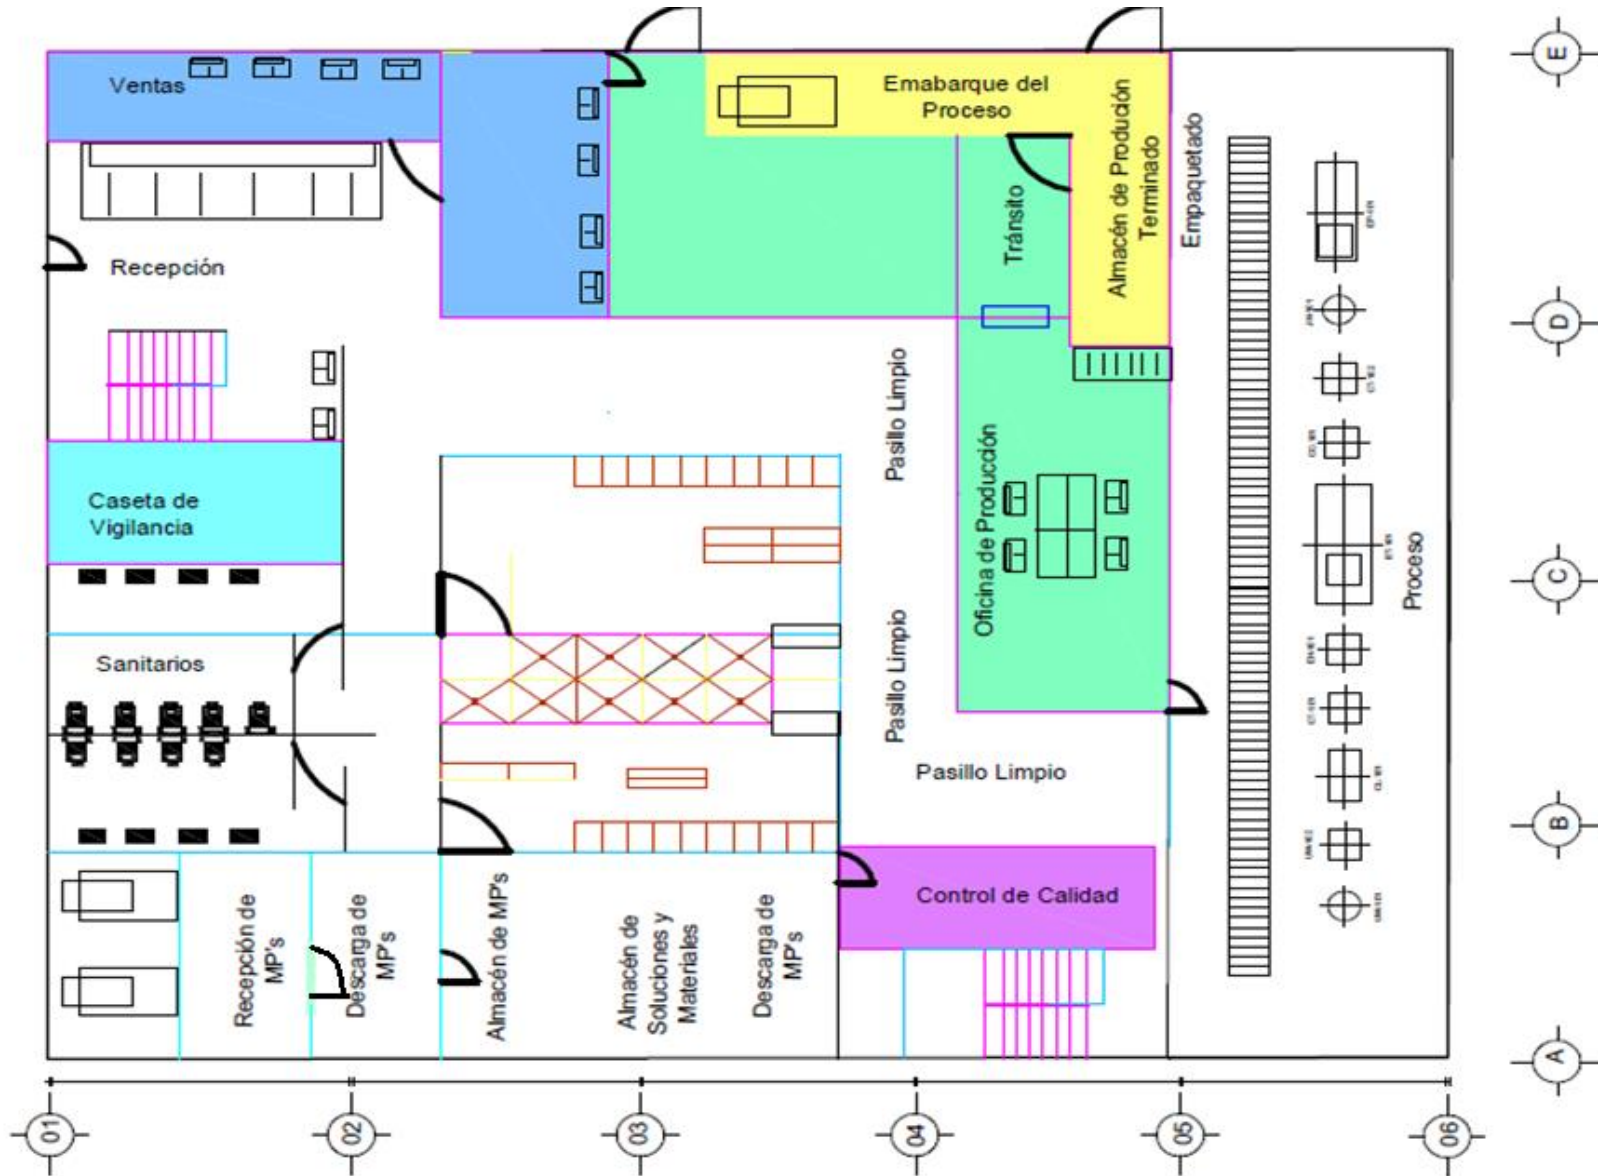 E
Ventas
Emabarque del
Proceso
Almacén de Produción
Terminado
Empaquetado
Tránsito
Recepción
D
Pasillo Limpio
Caseta de
Vigilancia
Oficina de Producción
C
Proceso
Sanitarios
Pasillo Limpio
Pasillo Limpio
B
Control de Calidad
Recepción de
MP's
Descarga de
MP's
Almacén de MP's
Almacén de
Soluciones y
Materiales
Descarga de
MP's
A
01
02
03
04
05
06